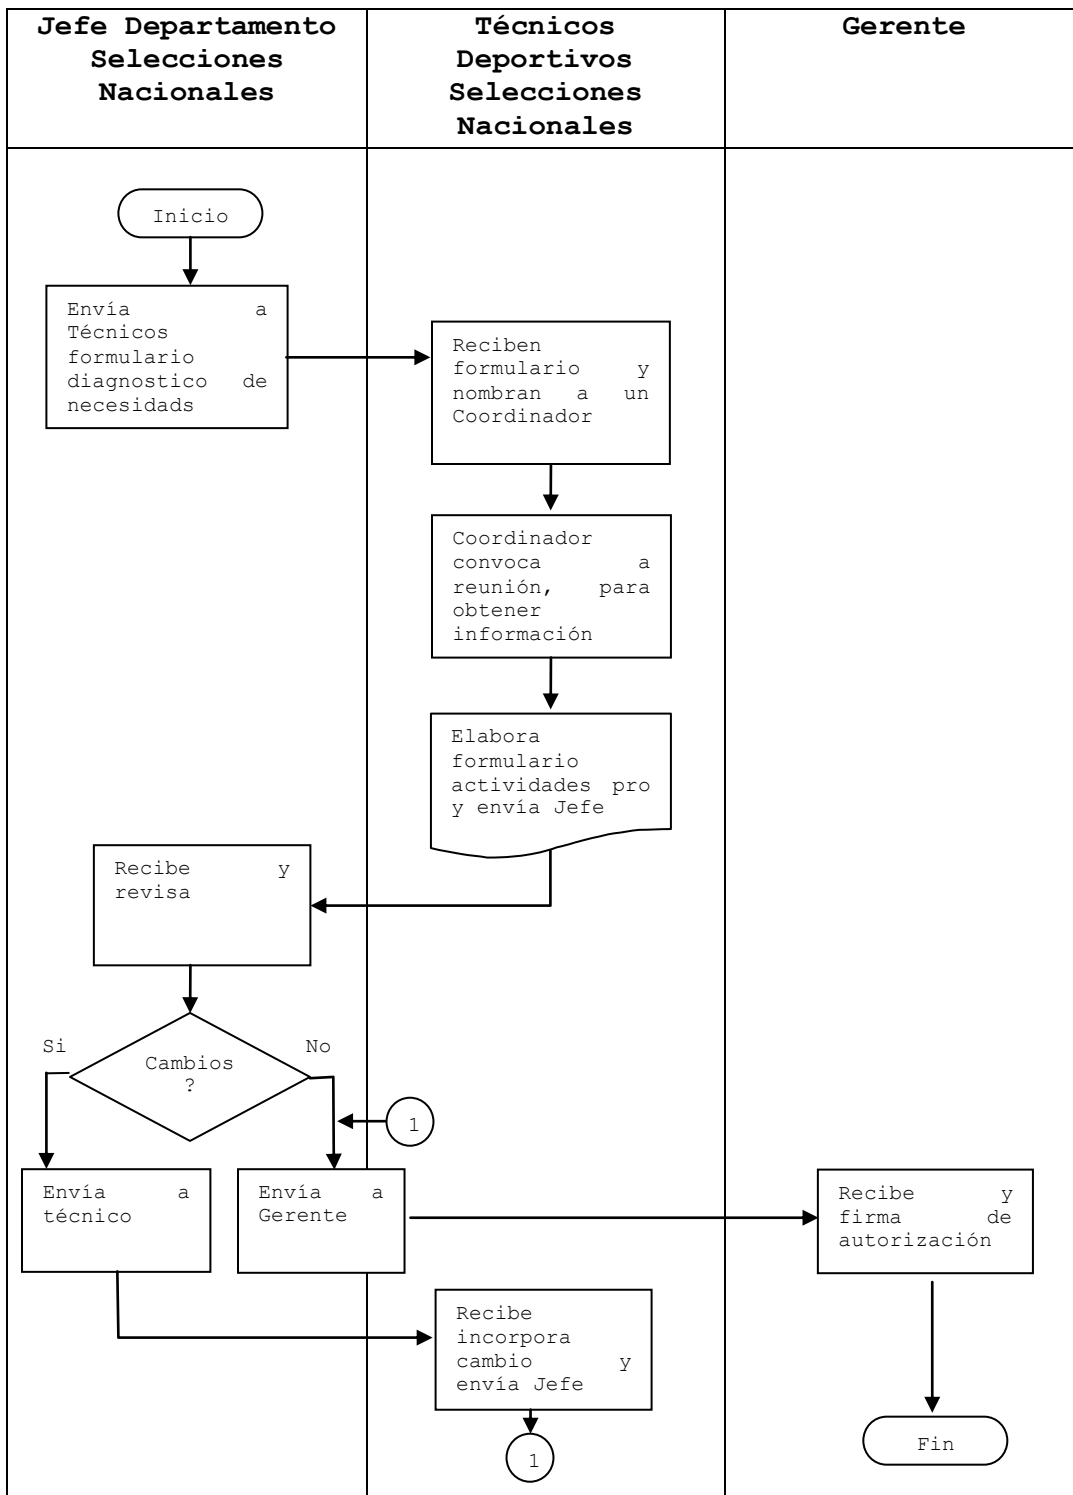 Jefe Departamento
Selecciones
Nacionales
Técnicos
Deportivos
Selecciones
Nacionales
Gerente
Inicio
Envía a
Técnicos
formulario
diagnostico de
necesidads
Reciben
formulario y
nombran a un
Coordinador
Coordinador
convoca a
reunión, para
obtener
información
Elabora
formulario
actividades pro
y envía Jefe
Recibe y
revisa
Cambios
?
Si
No
1
Envía a
técnico
Envía a
Gerente
Recibe y
firma de
autorización
Recibe
incorpora
cambio y
envía Jefe
1
Fin